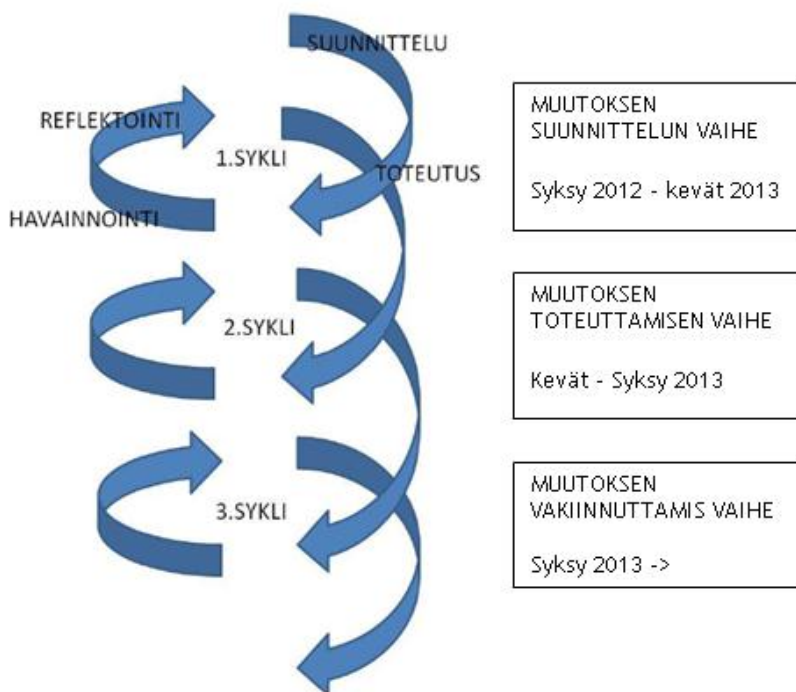 SUUNNITTELU
REFLEKTOINTI
1.SYKLI
TOTEUTUS
HAVAINNOINTI
2.SYKLI
3.SYKLI
MUUTOKSEN
SUUNNITTELUN VAIHE
Syksy 2012 - kevät 2013
MUUTOKSEN
TOTEUTTAMISEN VAIHE
Kevät - Syksy 2013
MUUTOKSEN
VAKIINNUTTAMIS VAIHE
Syksy 2013 ->